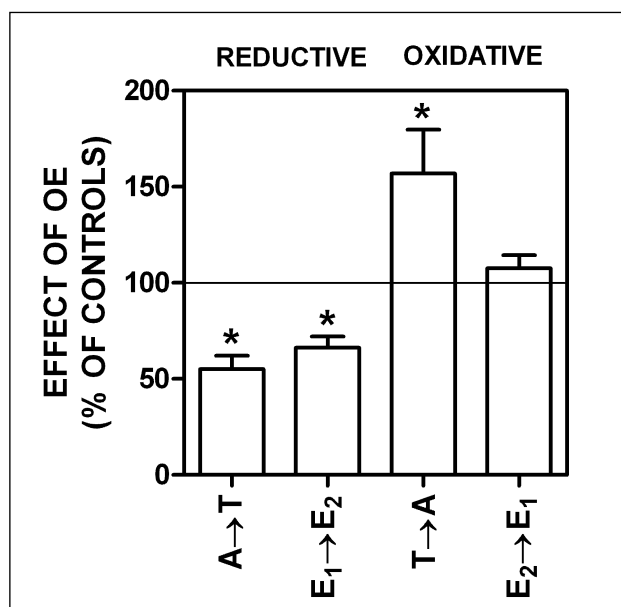 REDUCTIVE OXIDATIVE
EFFECT OF OE
(% OF CONTROLS)
200
150
100
50
0
* * * 
A→T
E₁→E₂
T→A
E₂→E₁